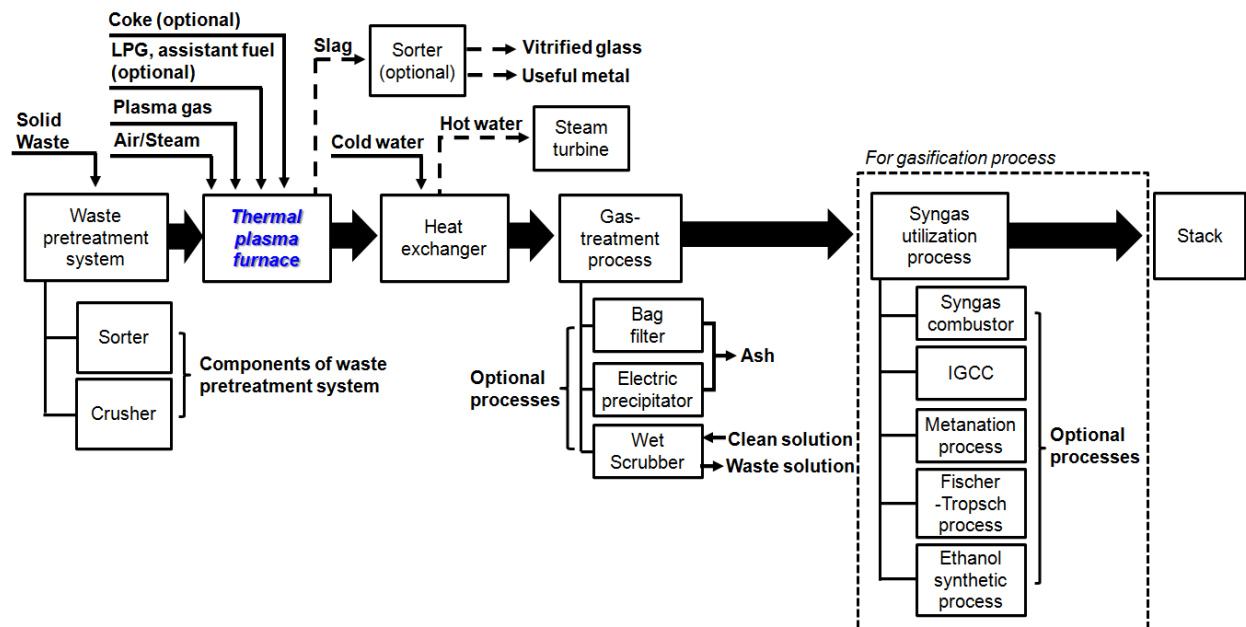 Coke (optional)
LPG, assistant fuel
(optional)
Plasma gas
Air/Steam
Solid
Waste
Slag
Sorter
(optional)
Vitrified glass
Useful metal
Cold water
Hot water
Steam
turbine
For gasification process
Waste
pretreatment
system
Thermal
plasma
furnace
Heat
exchanger
Gas-
treatment
process
Syngas
utilization
process
Stack
Sorter
Crusher
Components of waste
pretreatment system
Optional
processes
Bag
filter
Electric
precipitator
Ash
Wet
Scrubber
Clean solution
Waste solution
Syngas
combustor
IGCC
Metanation
process
Fischer
-Tropsch
process
Ethanol
synthetic
process
Optional
processes